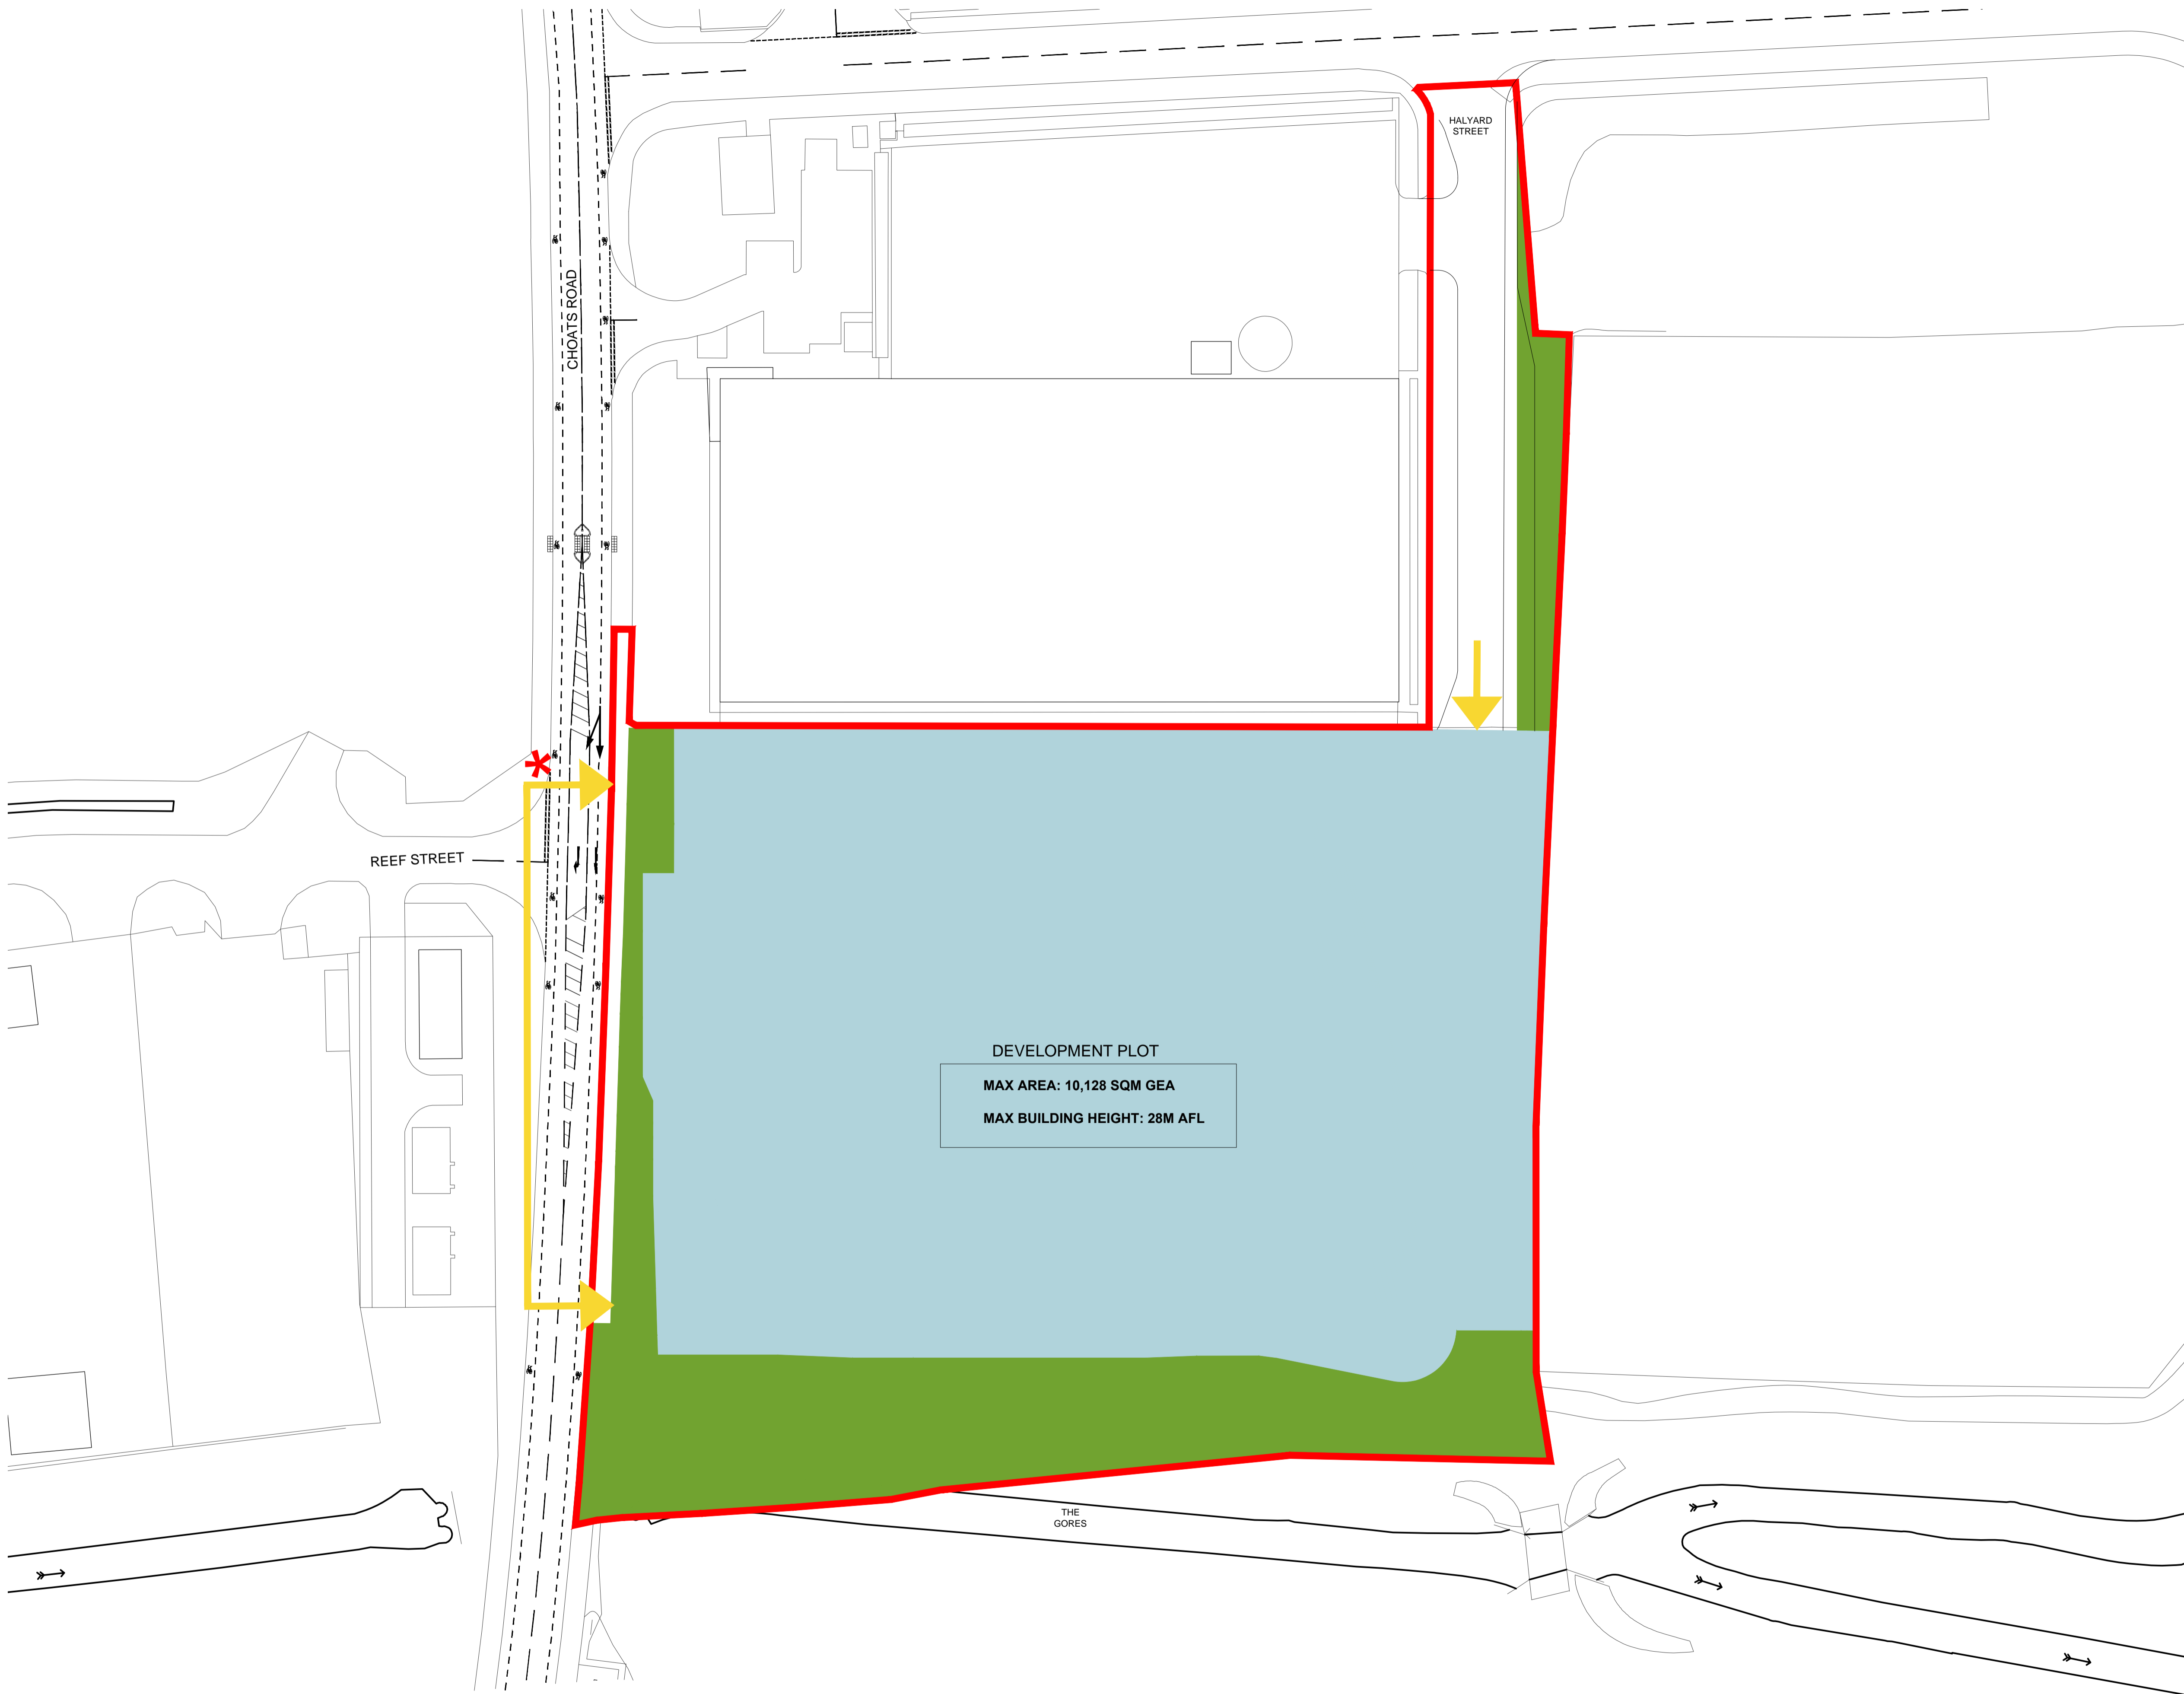 HALYARD
STREET
CHOATS ROAD
REEF STREET
DEVELOPMENT PLOT
MAX AREA: 10,128 SQM GEA
MAX BUILDING HEIGHT: 28M AFL
THE
GORES